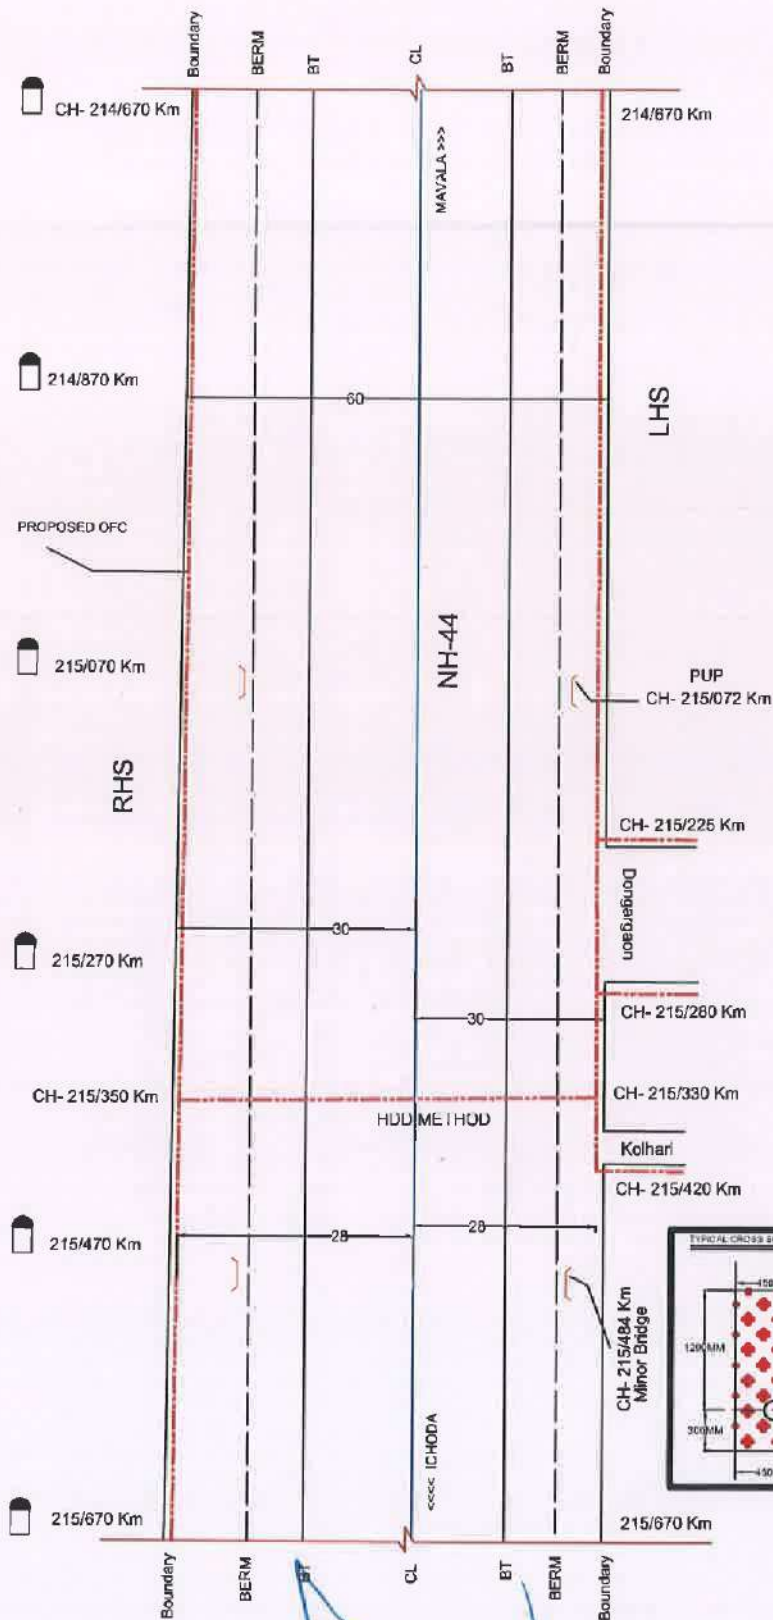 Boundary
BERM
BT
CL
BT
BERM
Boundary
CH- 214/670 Km
214/670 Km
MAVALA >>>
214/870 Km
60
LHS
PROPOSED OFC
NH-44
215/070 Km
PUP
CH- 215/072 Km
RHS
CH- 215/225 Km
Dongargaon
30
215/270 Km
CH- 215/280 Km
30
CH- 215/350 Km
CH- 215/330 Km
HDD METHOD
Kolhari
CH- 215/420 Km
28
215/470 Km
28
TYPICAL CROSS
CH- 215/484 Km
Minor Bridge
1200MM
300MM
<<<< ICHODA
215/670 Km
215/670 Km
Boundary
BERM
BT
CL
BT
BERM
Boundary